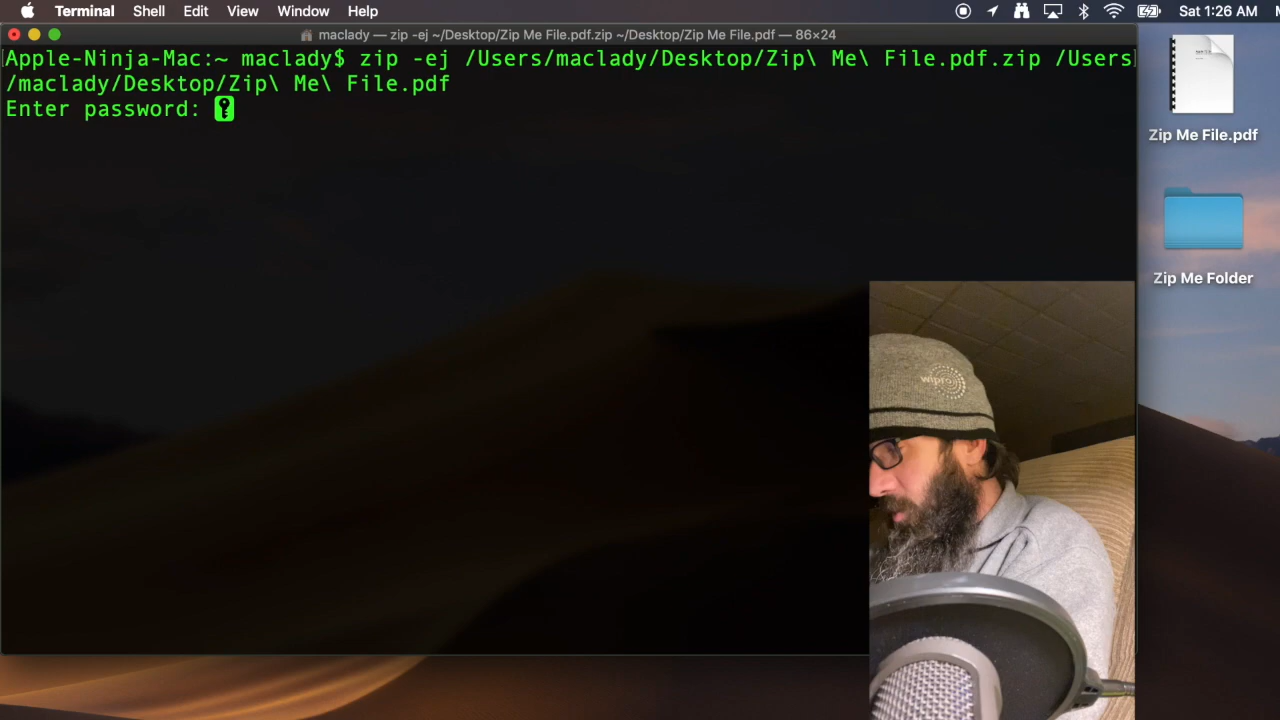 Terminal Shell Edit View Window Help Sat 1:26 AM
maclady — zip -ej ~/Desktop/Zip Me File.pdf.zip ~/Desktop/Zip Me File.pdf — 86×24
Apple-Ninja-Mac:~ maclady$ zip -ej /Users/maclady/Desktop/Zip\ Me\ File.pdf.zip /Users
/maclady/Desktop/Zip\ Me\ File.pdf
Enter password:
Zip Me File.pdf
Zip Me Folder
wipro